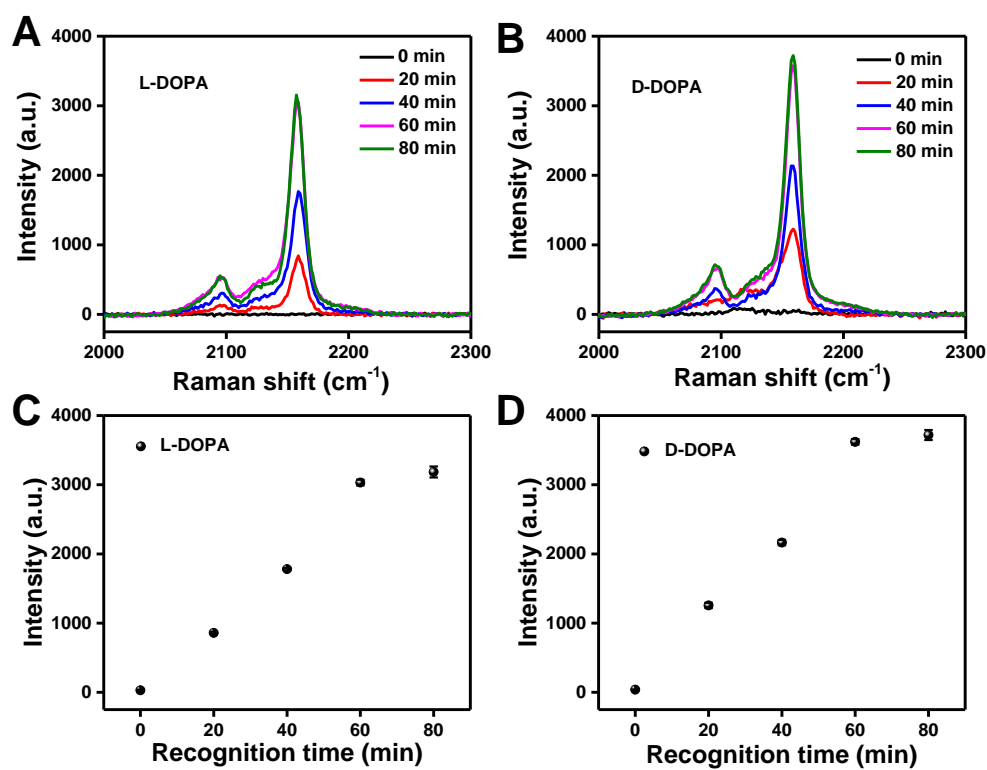 A
4000
3000
2000
1000
0
Intensity (a.u.)
L-DOPA
0 min
20 min
40 min
60 min
80 min
2000
2100
2200
2300
Raman shift (cm-1)
B
4000
3000
2000
1000
0
Intensity (a.u.)
D-DOPA
0 min
20 min
40 min
60 min
80 min
2000
2100
2200
2300
Raman shift (cm-1)
C
4000
3000
2000
1000
0
Intensity (a.u.)
L-DOPA
0
20
40
60
80
Recognition time (min)
D
4000
3000
2000
1000
0
Intensity (a.u.)
D-DOPA
0
20
40
60
80
Recognition time (min)